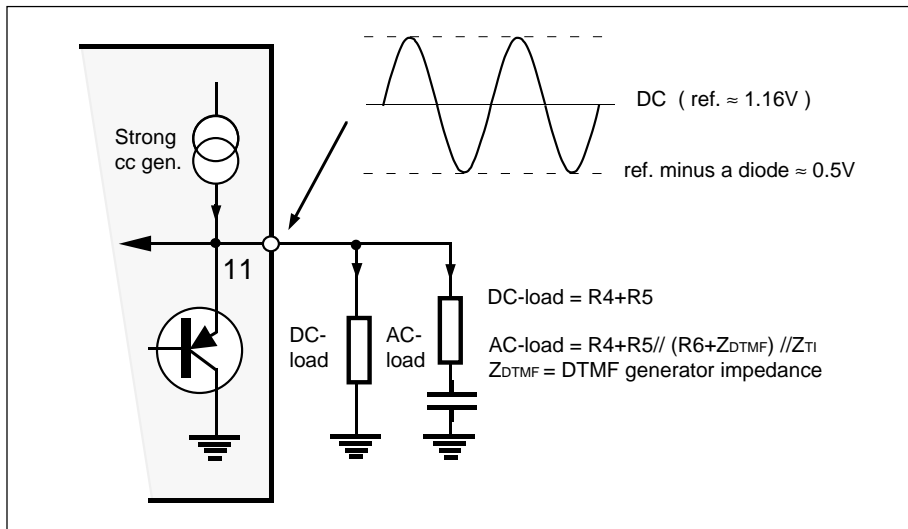 Strong
cc gen.
DC ( ref. ≈ 1.16V )
ref. minus a diode ≈ 0.5V
11
DC-
load
AC-
load
DC-load = R4+R5
AC-load = R4+R5// (R6+ZDTMF) //ZTI
ZDTMF = DTMF generator impedance